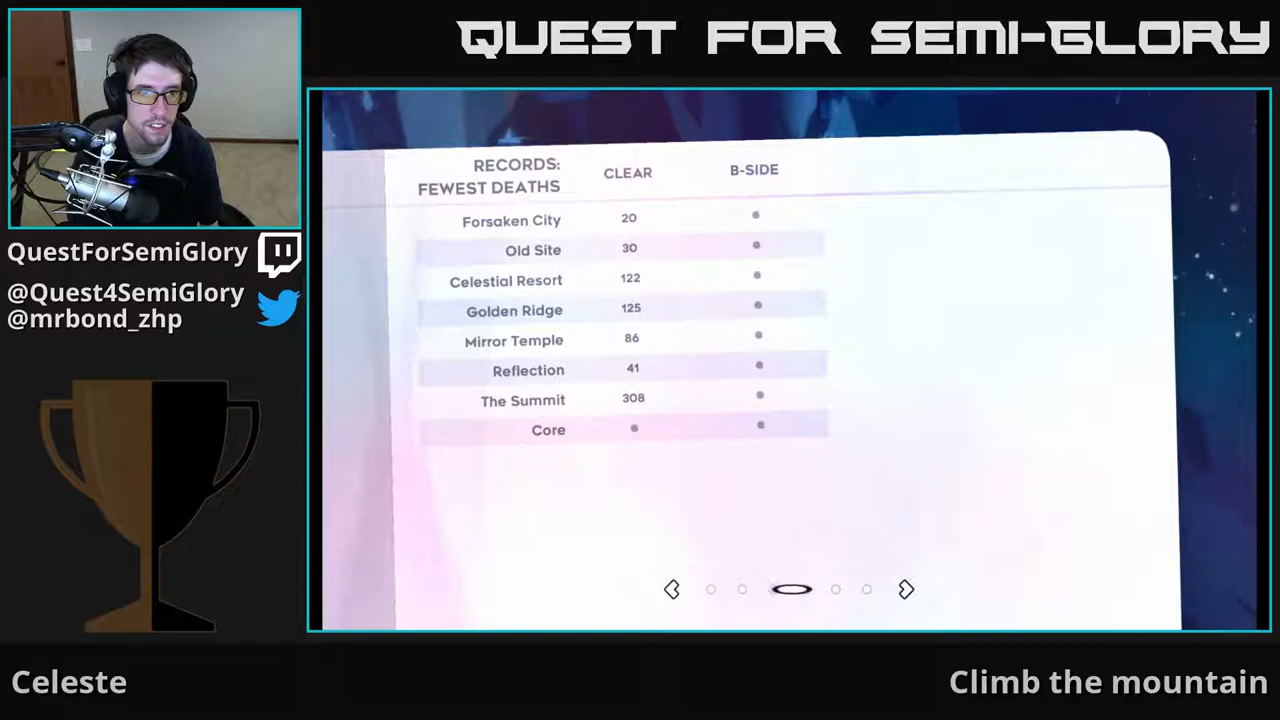 QUEST FOR SEMI-GLORY
QuestForSemiGlory
@Quest4SemiGlory
@mrbond_zhp
RECORDS:
FEWEST DEATHS CLEAR B-SIDE
Forsaken City 20
Old Site 30
Celestial Resort 122
Golden Ridge 125
Mirror Temple 86
Reflection 41
The Summit 308
Core
Celeste
Climb the mountain